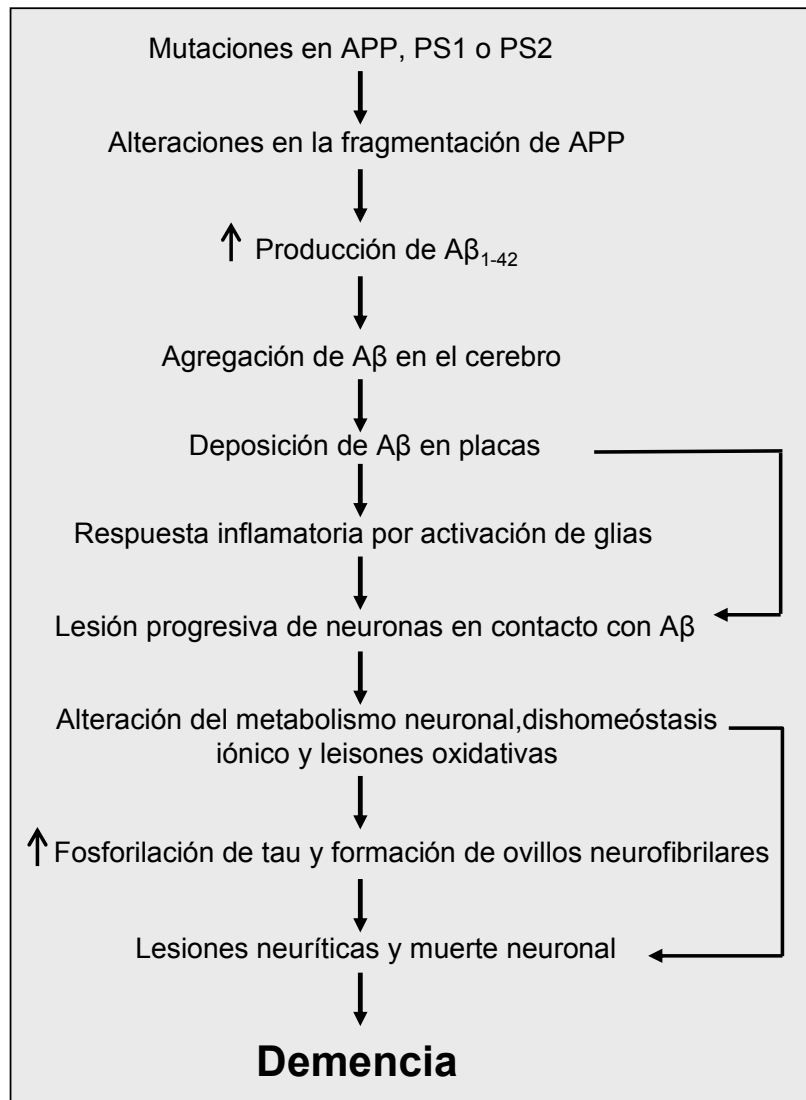 Mutaciones en APP, PS1 o PS2
Alteraciones en la fragmentación de APP
↑ Producción de Aβ1-42
Agregación de Aβ en el cerebro
Deposición de Aβ en placas
Respuesta inflamatoria por activación de glias
Lesión progresiva de neuronas en contacto con Aβ
Alteración del metabolismo neuronal,dishomeóstasis
iónico y leisones oxidativas
↑ Fosforilación de tau y formación de ovillos neurofibrilares
Lesiones neuríticas y muerte neuronal
Demencia